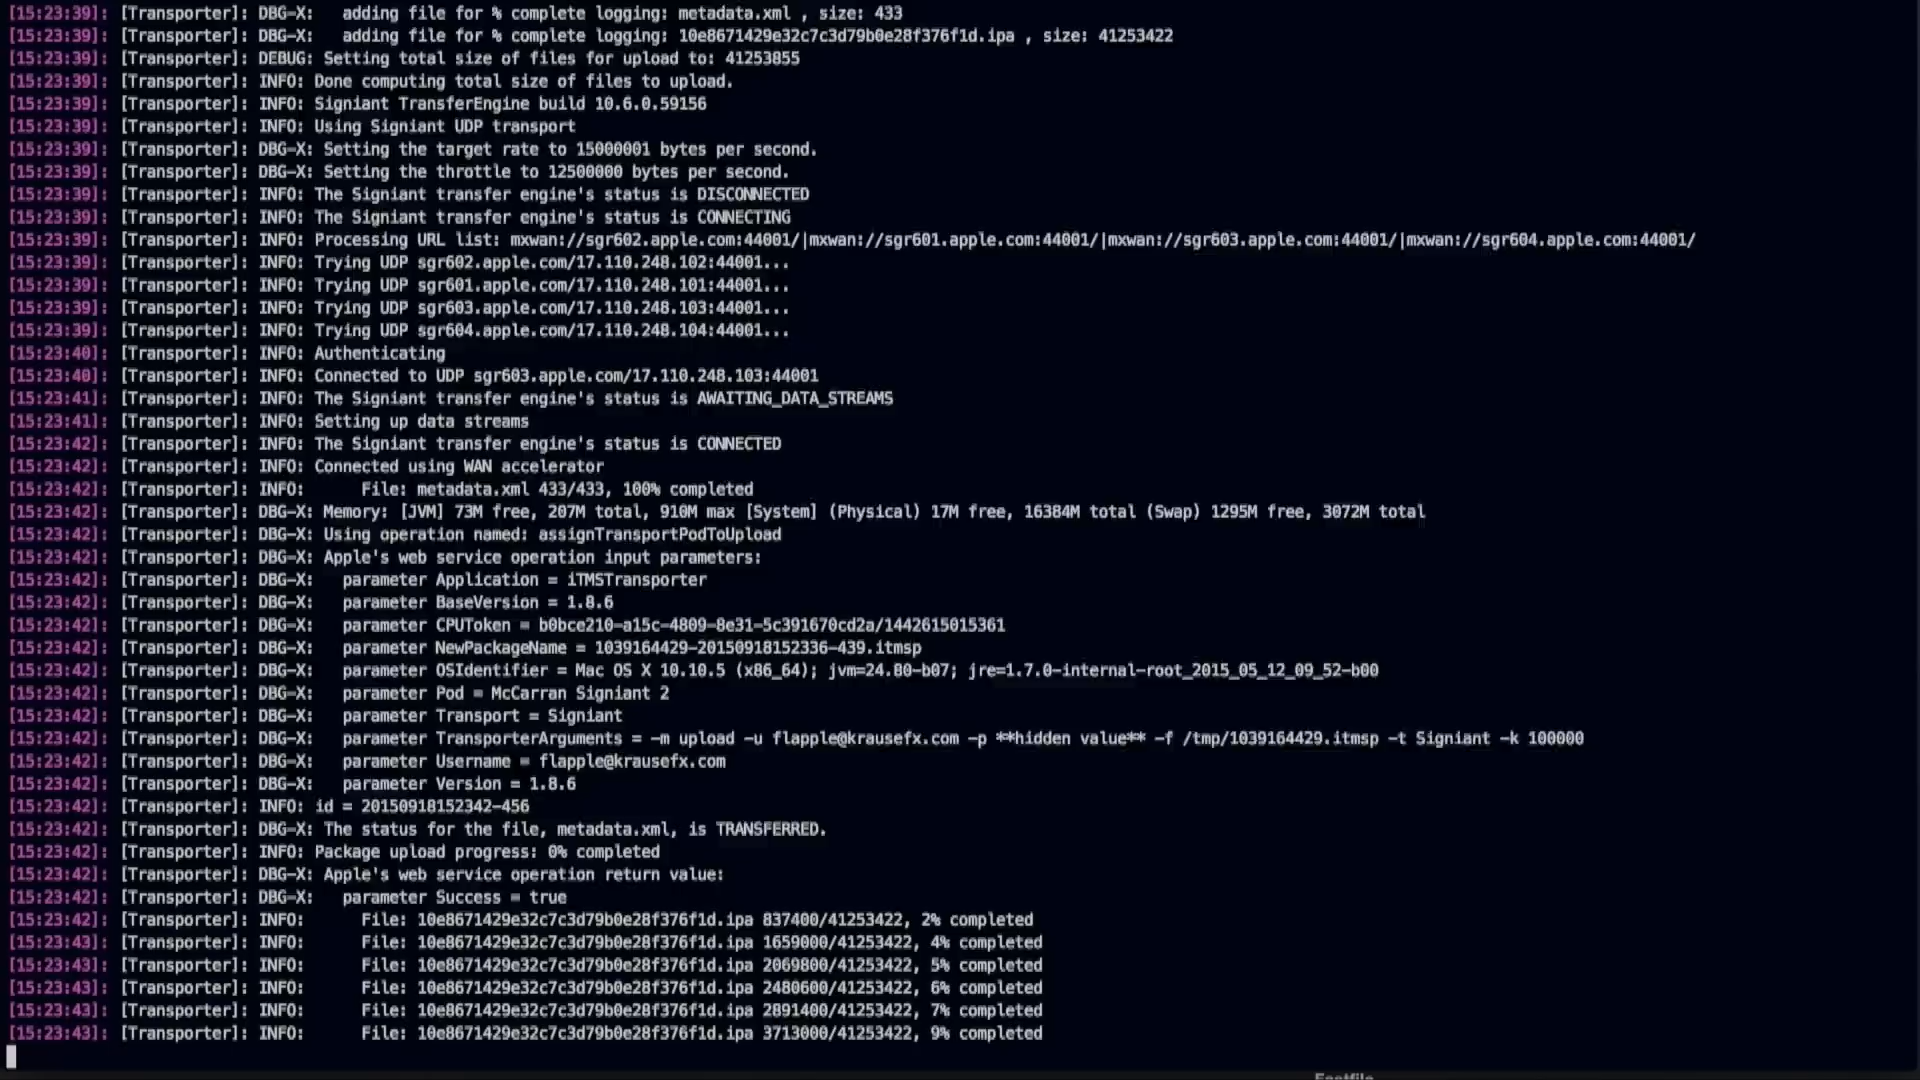 [15:23:39]: [Transporter]: DBG-X:   adding file for % complete logging: metadata.xml , size: 433
[15:23:39]: [Transporter]: DBG-X:   adding file for % complete logging: 10e8671429e32c7c3d79b0e28f376f1d.ipa , size: 41253422
[15:23:39]: [Transporter]: DEBUG: Setting total size of files for upload to: 41253855
[15:23:39]: [Transporter]: INFO: Done computing total size of files to upload.
[15:23:39]: [Transporter]: INFO: Signiant TransferEngine build 10.6.0.59156
[15:23:39]: [Transporter]: INFO: Using Signiant UDP transport
[15:23:39]: [Transporter]: DBG-X: Setting the target rate to 15000001 bytes per second.
[15:23:39]: [Transporter]: DBG-X: Setting the throttle to 12500000 bytes per second.
[15:23:39]: [Transporter]: INFO: The Signiant transfer engine's status is DISCONNECTED
[15:23:39]: [Transporter]: INFO: The Signiant transfer engine's status is CONNECTING
[15:23:39]: [Transporter]: INFO: Processing URL list: mxwan://sgr602.apple.com:44001/|mxwan://sgr601.apple.com:44001/|mxwan://sgr603.apple.com:44001/|mxwan://sgr604.apple.com:44001/
[15:23:39]: [Transporter]: INFO: Trying UDP sgr602.apple.com/17.110.248.102:44001...
[15:23:39]: [Transporter]: INFO: Trying UDP sgr601.apple.com/17.110.248.101:44001...
[15:23:39]: [Transporter]: INFO: Trying UDP sgr603.apple.com/17.110.248.103:44001...
[15:23:39]: [Transporter]: INFO: Trying UDP sgr604.apple.com/17.110.248.104:44001...
[15:23:40]: [Transporter]: INFO: Authenticating
[15:23:40]: [Transporter]: INFO: Connected to UDP sgr603.apple.com/17.110.248.103:44001
[15:23:41]: [Transporter]: INFO: The Signiant transfer engine's status is AWAITING_DATA_STREAMS
[15:23:41]: [Transporter]: INFO: Setting up data streams
[15:23:42]: [Transporter]: INFO: The Signiant transfer engine's status is CONNECTED
[15:23:42]: [Transporter]: INFO: Connected using WAN accelerator
[15:23:42]: [Transporter]: INFO:      File: metadata.xml 433/433, 100% completed
[15:23:42]: [Transporter]: DBG-X: Memory: [JVM] 73M free, 207M total, 910M max [System] (Physical) 17M free, 16384M total (Swap) 1295M free, 3072M total
[15:23:42]: [Transporter]: DBG-X: Using operation named: assignTransportPodToUpload
[15:23:42]: [Transporter]: DBG-X: Apple's web service operation input parameters:
[15:23:42]: [Transporter]: DBG-X:   parameter Application = iTMSTransporter
[15:23:42]: [Transporter]: DBG-X:   parameter BaseVersion = 1.8.6
[15:23:42]: [Transporter]: DBG-X:   parameter CPUToken = b0bce210-a15c-4809-8e31-5c391670cd2a/1442615015361
[15:23:42]: [Transporter]: DBG-X:   parameter NewPackageName = 1039164429-20150918152336-439.itmsp
[15:23:42]: [Transporter]: DBG-X:   parameter OSIdentifier = Mac OS X 10.10.5 (x86_64); jvm=24.80-b07; jre=1.7.0-internal-root_2015_05_12_09_52-b00
[15:23:42]: [Transporter]: DBG-X:   parameter Pod = McCarran Signiant 2
[15:23:42]: [Transporter]: DBG-X:   parameter Transport = Signiant
[15:23:42]: [Transporter]: DBG-X:   parameter TransporterArguments = -m upload -u flapple@krausefx.com -p **hidden value** -f /tmp/1039164429.itmsp -t Signiant -k 100000
[15:23:42]: [Transporter]: DBG-X:   parameter Username = flapple@krausefx.com
[15:23:42]: [Transporter]: DBG-X:   parameter Version = 1.8.6
[15:23:42]: [Transporter]: INFO: id = 20150918152342-456
[15:23:42]: [Transporter]: DBG-X: The status for the file, metadata.xml, is TRANSFERRED.
[15:23:42]: [Transporter]: INFO: Package upload progress: 0% completed
[15:23:42]: [Transporter]: DBG-X: Apple's web service operation return value:
[15:23:42]: [Transporter]: DBG-X:   parameter Success = true
[15:23:42]: [Transporter]: INFO:      File: 10e8671429e32c7c3d79b0e28f376f1d.ipa 837400/41253422, 2% completed
[15:23:43]: [Transporter]: INFO:      File: 10e8671429e32c7c3d79b0e28f376f1d.ipa 1659000/41253422, 4% completed
[15:23:43]: [Transporter]: INFO:      File: 10e8671429e32c7c3d79b0e28f376f1d.ipa 2069800/41253422, 5% completed
[15:23:43]: [Transporter]: INFO:      File: 10e8671429e32c7c3d79b0e28f376f1d.ipa 2480600/41253422, 6% completed
[15:23:43]: [Transporter]: INFO:      File: 10e8671429e32c7c3d79b0e28f376f1d.ipa 2891400/41253422, 7% completed
[15:23:43]: [Transporter]: INFO:      File: 10e8671429e32c7c3d79b0e28f376f1d.ipa 3713000/41253422, 9% completed